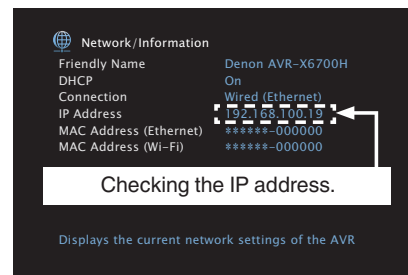 Network/Information
Friendly Name Denon AVR-X6700H
DHCP On
Connection Wired (Ethernet)
IP Address 192.168.100.19
MAC Address (Ethernet) ******-000000
MAC Address (Wi-Fi) ******-000000
Checking the IP address.
Displays the current network settings of the AVR